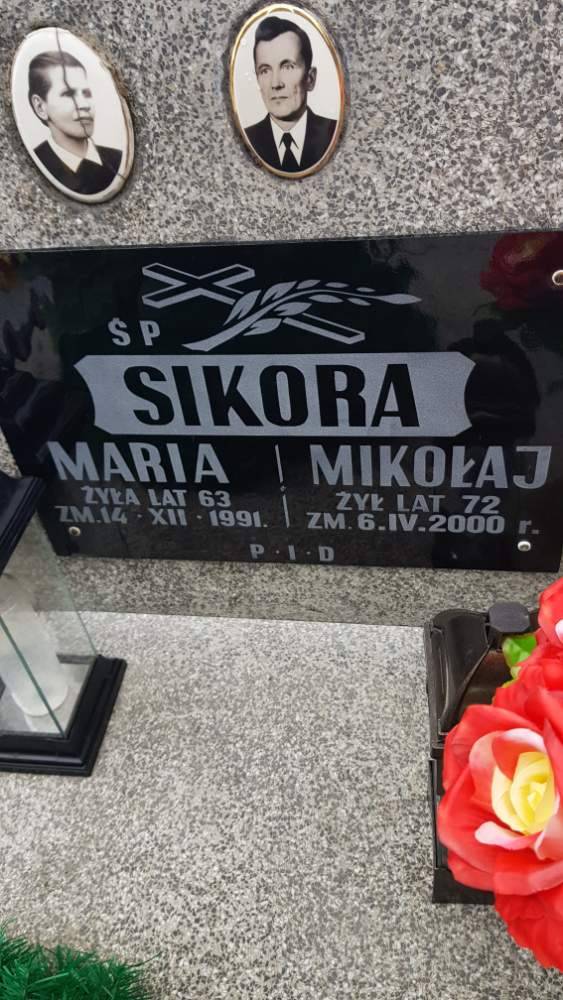 ŚP
SIKORA
MARIA | MIKOŁAJ
ŻYŁA LAT 63 | ŻYŁ LAT 72
ZM.14 · XII · 1991. | ZM. 6.IV.2000 r.
P·I·D